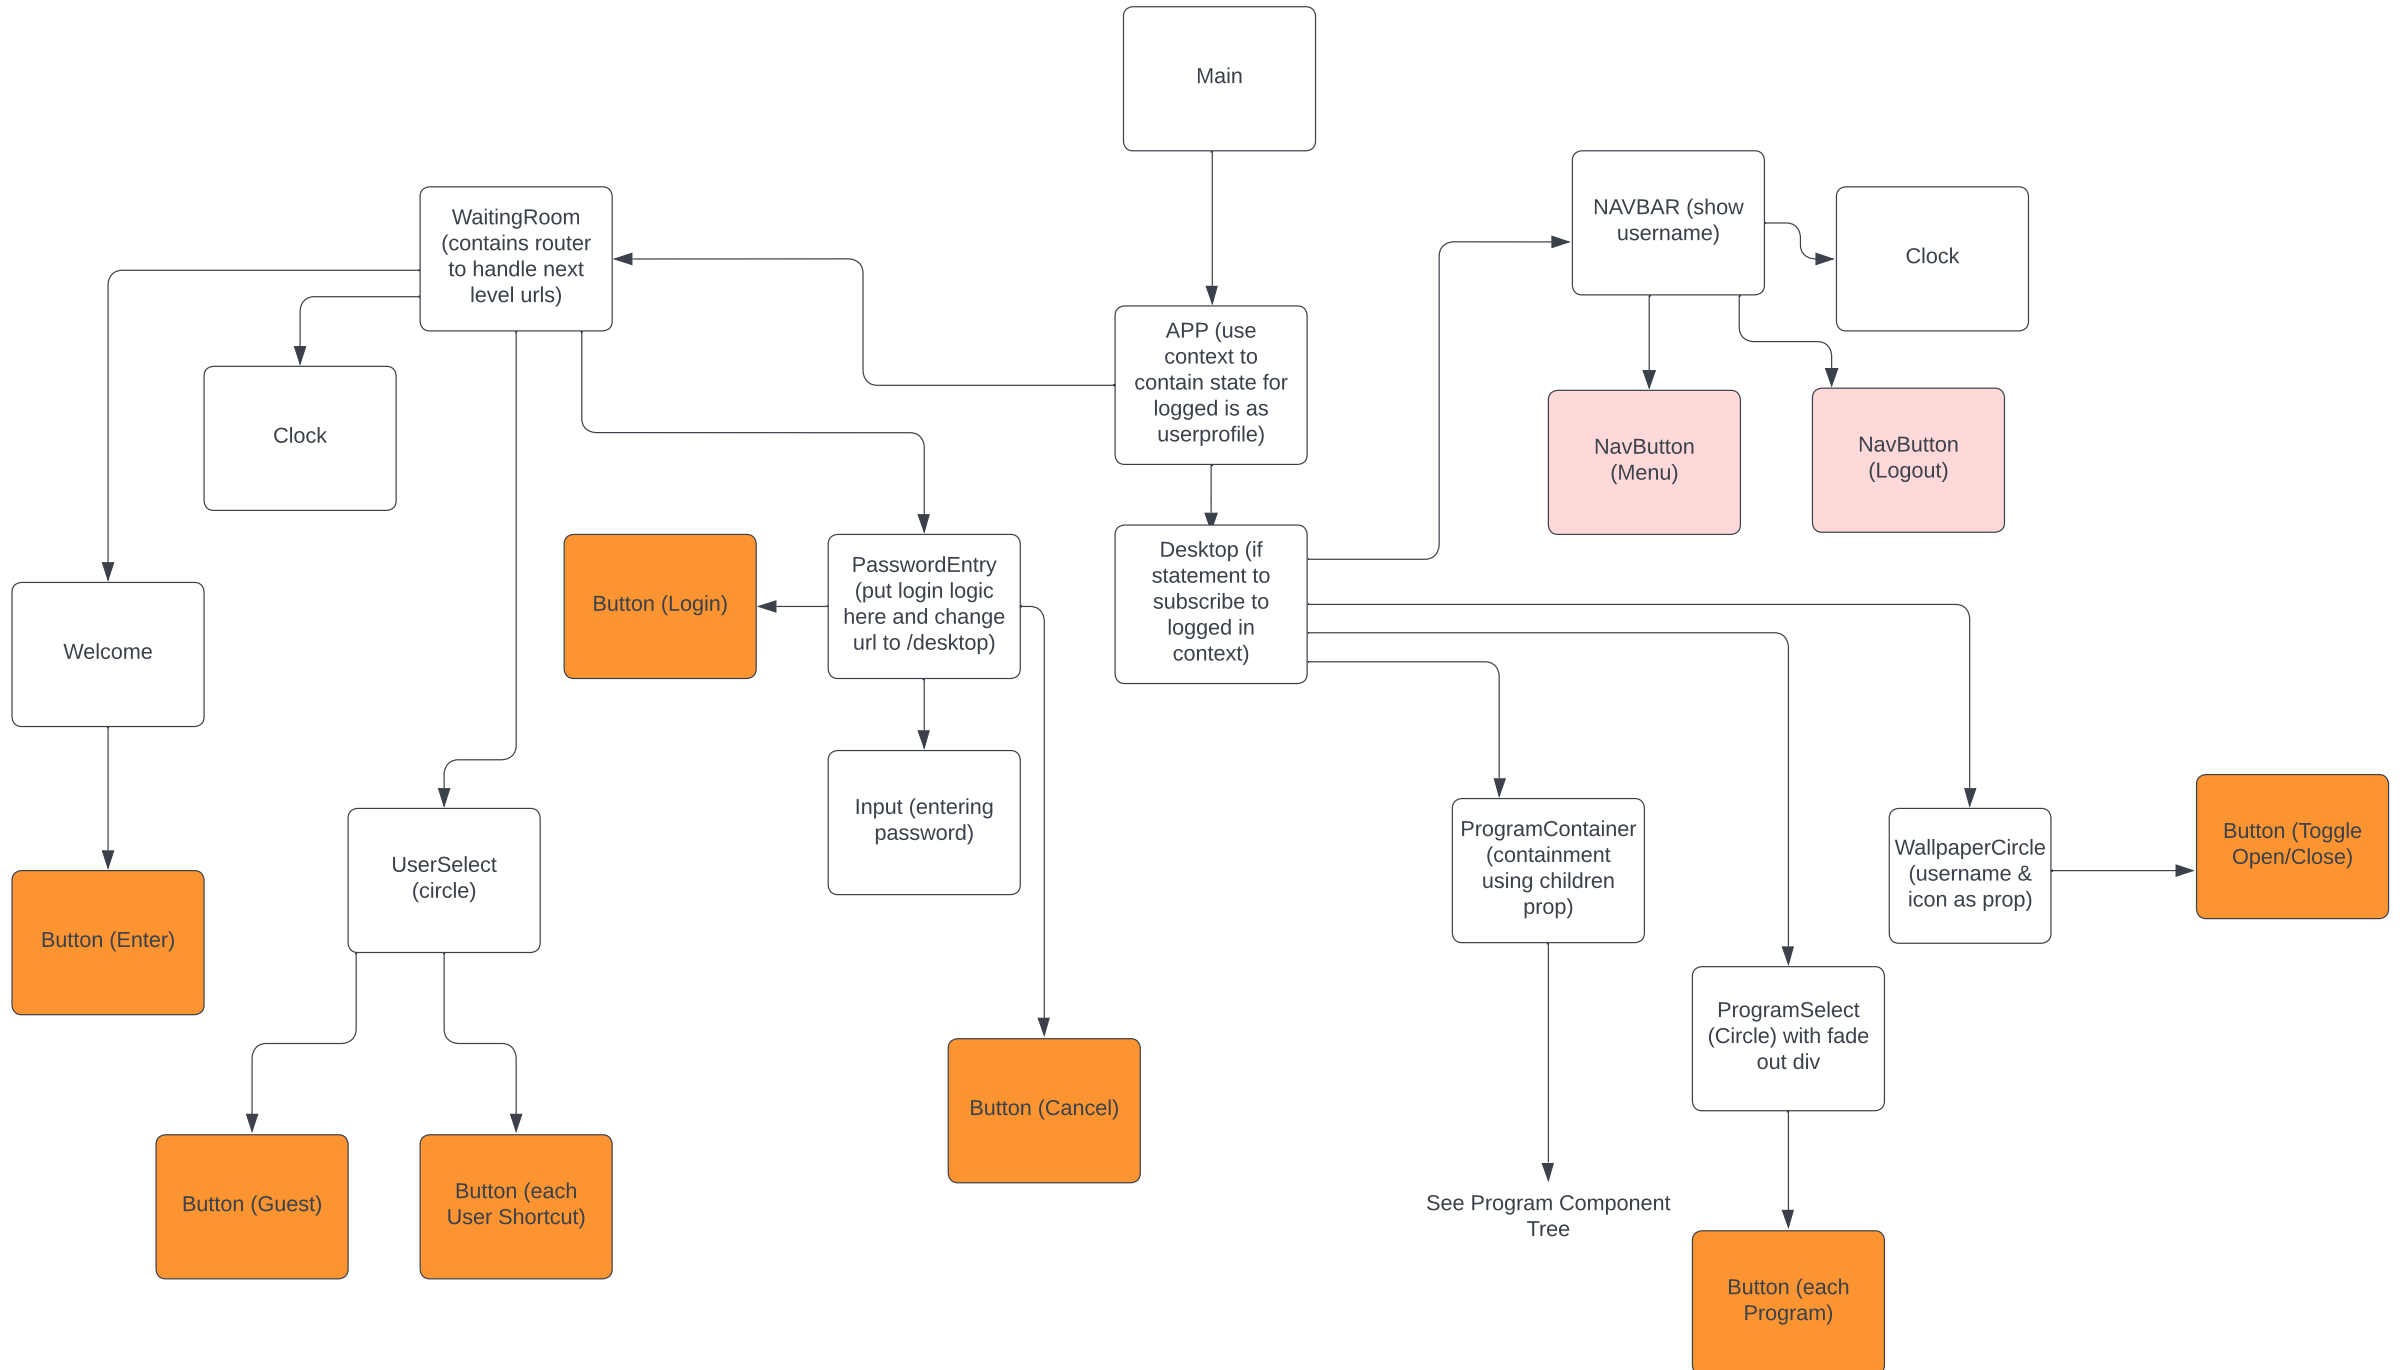 Main
WaitingRoom
(contains router
to handle next
level urls)
NAVBAR (show
username)
Clock
APP (use
context to
contain state for
logged is as
userprofile)
Clock
NavButton
(Menu)
NavButton
(Logout)
Welcome
Button (Login)
PasswordEntry
(put login logic
here and change
url to /desktop)
Desktop (if
statement to
subscribe to
logged in
context)
Input (entering
password)
UserSelect
(circle)
ProgramContainer
(containment
using children
prop)
WallpaperCircle
(username &
icon as prop)
Button (Toggle
Open/Close)
Button (Enter)
ProgramSelect
(Circle) with fade
out div
Button (Cancel)
Button (Guest)
Button (each
User Shortcut)
See Program Component
Tree
Button (each
Program)